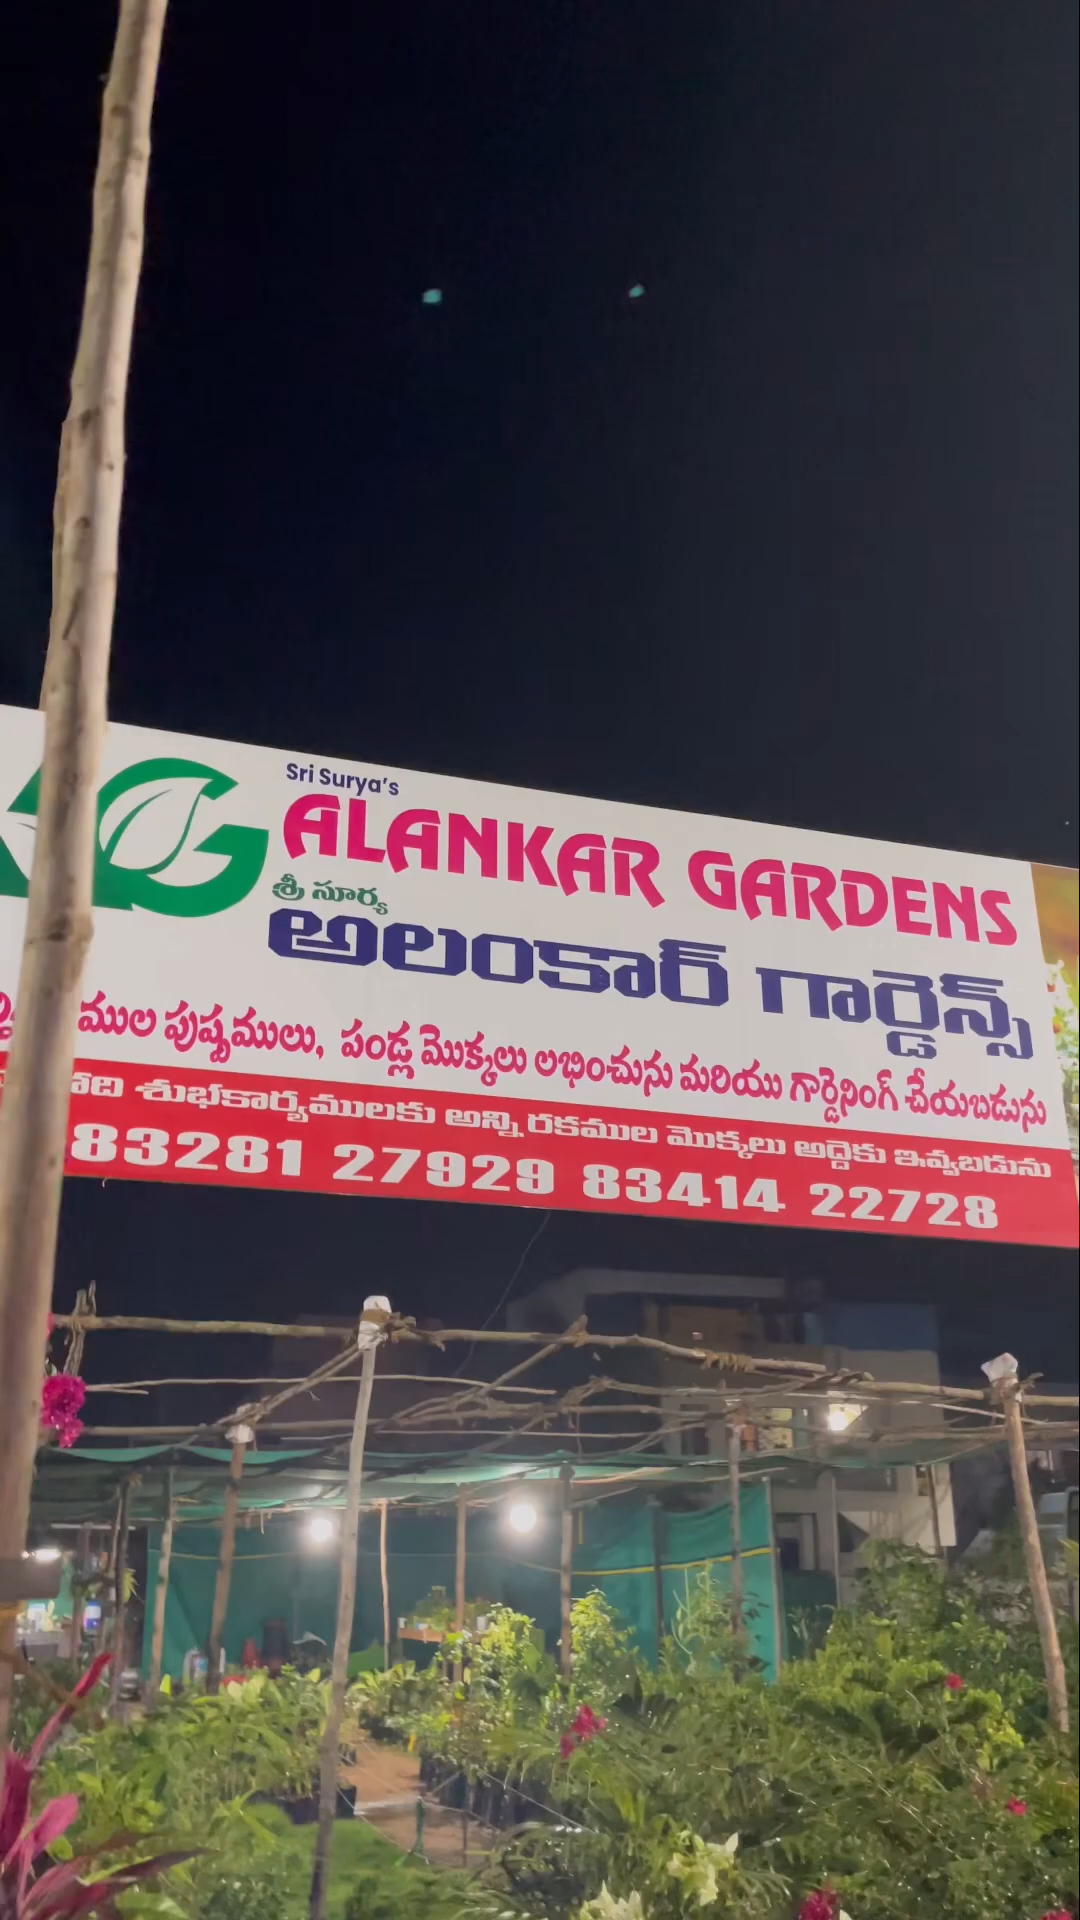 Sri Surya's
ALANKAR GARDENS
శ్రీ సూర్య
అలంకార్ గార్డెన్స్
ముల పుష్పములు, పండ్ల మొక్కలు లభించును మరియు గార్డెనింగ్ చేయబడును
శుభకార్యములకు అన్ని రకముల మొక్కలు అద్దెకు ఇవ్వబడును
83281 27929 83414 22728